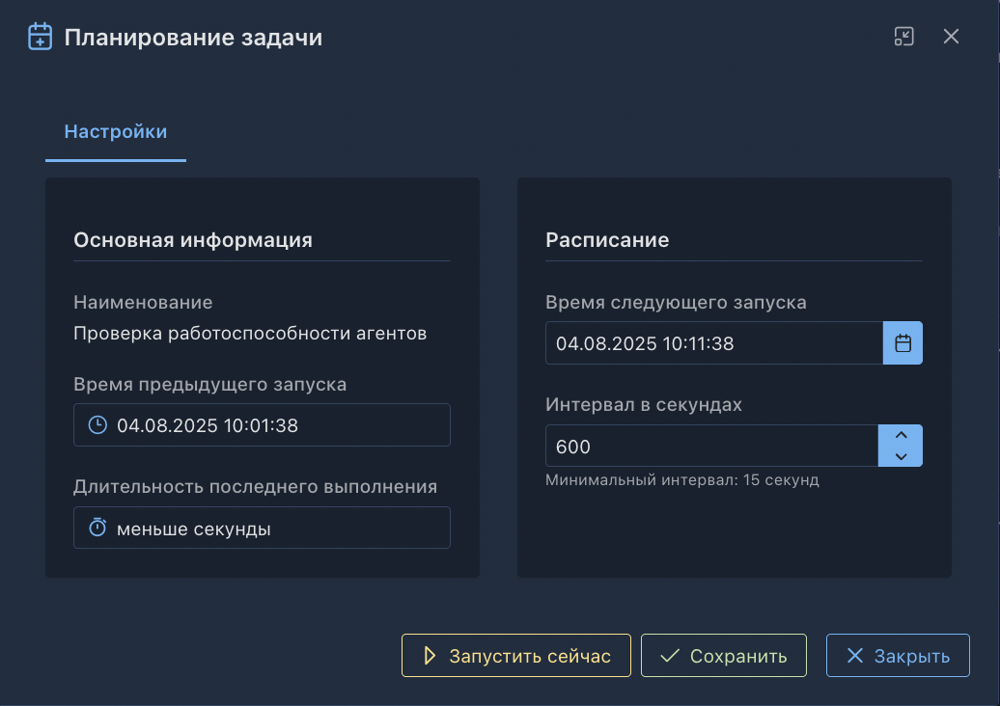 Планирование задачи
Настройки
Основная информация
Наименование
Проверка работоспособности агентов
Время предыдущего запуска
04.08.2025 10:01:38
Длительность последнего выполнения
меньше секунды
Расписание
Время следующего запуска
04.08.2025 10:11:38
Интервал в секундах
600
Минимальный интервал: 15 секунд
Запустить сейчас
Сохранить
Закрыть